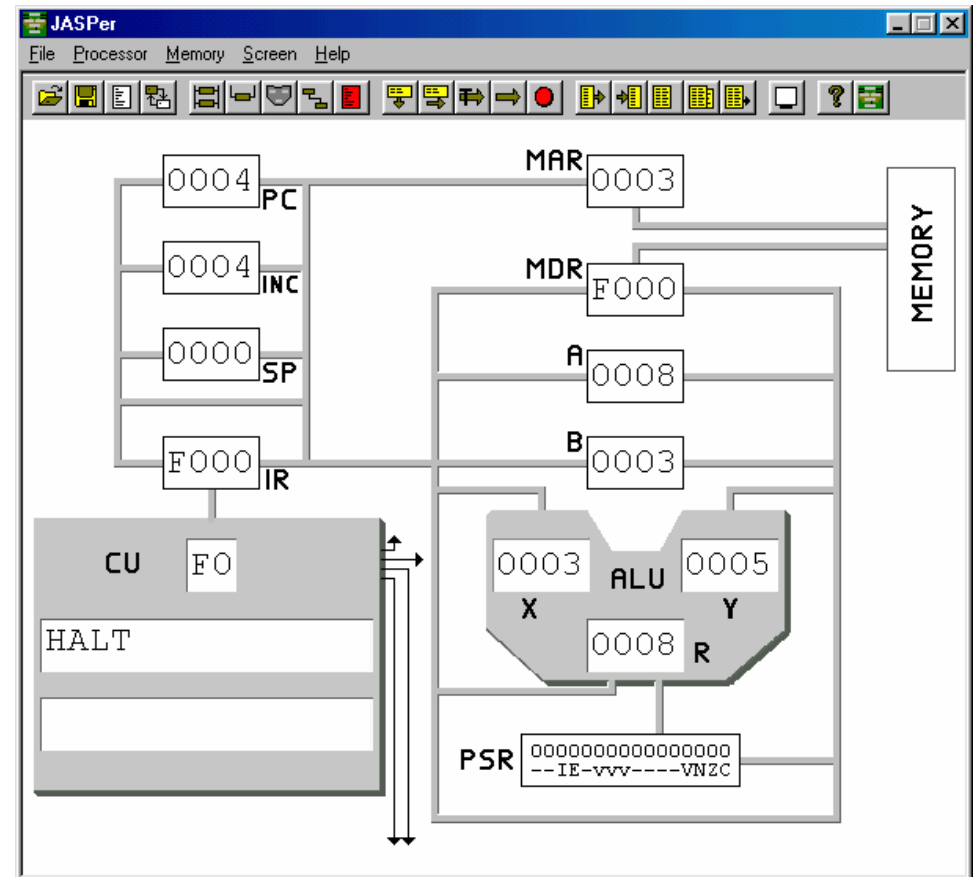 JASPer
File Processor Memory Screen Help
MAR
0004
PC
0003
0004
INC
MDR
F000
MEMORY
0000
SP
A
0008
F000
IR
B
0003
CU
F0
0003
ALU
0005
X
Y
HALT
0008
R
PSR
0000000000000000
--IE-vvv----VNZC